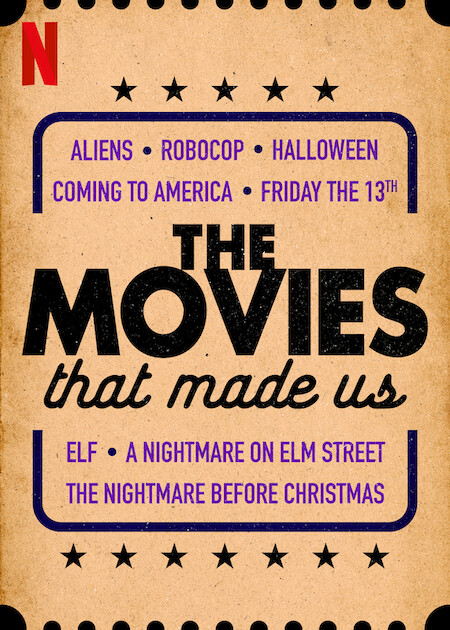 N
ALIENS • ROBOCOP • HALLOWEEN
COMING TO AMERICA • FRIDAY THE 13TH
THE
MOVIES
that made us
ELF • A NIGHTMARE ON ELM STREET
THE NIGHTMARE BEFORE CHRISTMAS